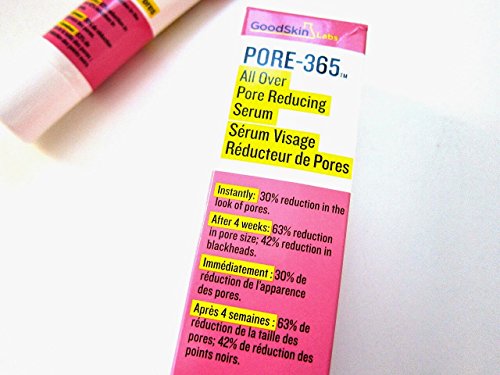 GoodSkin Labs
PORE-365™
All Over
Pore Reducing
Serum
Sérum Visage
Réducteur de Pores
Instantly: 30% reduction in the
look of pores.
After 4 weeks: 63% reduction
in pore size; 42% reduction in
blackheads.
Immédiatement : 30% de
réduction de l'apparence
des pores.
Après 4 semaines : 63% de
réduction de la taille des
pores; 42% de réduction des
points noirs.